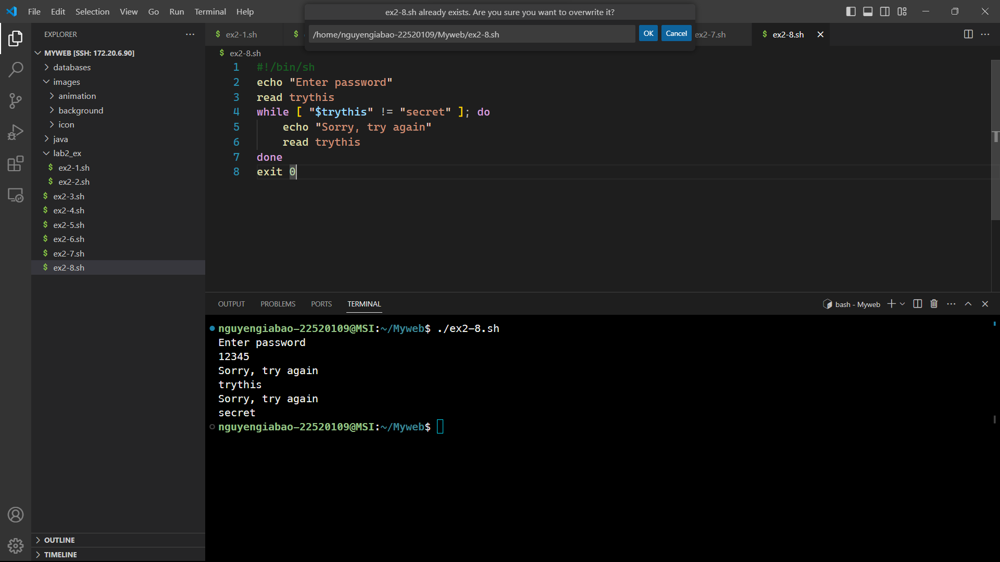 File Edit Selection View Go Run Terminal Help
ex2-8.sh already exists. Are you sure you want to overwrite it?
/home/nguyengiabao-22520109/Myweb/ex2-8.sh OK Cancel
EXPLORER
$ ex2-1.sh $ ex2-7.sh $ ex2-8.sh
MYWEB [SSH: 172.20.6.90]
databases
images
animation
background
icon
java
lab2_ex
$ ex2-1.sh
$ ex2-2.sh
$ ex2-3.sh
$ ex2-4.sh
$ ex2-5.sh
$ ex2-6.sh
$ ex2-7.sh
$ ex2-8.sh
OUTLINE
TIMELINE
$ ex2-8.sh
1 #!/bin/sh
2 echo "Enter password"
3 read trythis
4 while [ "$trythis" != "secret" ]; do
5 echo "Sorry, try again"
6 read trythis
7 done
8 exit 0
OUTPUT PROBLEMS PORTS TERMINAL
bash - Myweb
nguyengiabao-22520109@MSI:~/Myweb$ ./ex2-8.sh
Enter password
12345
Sorry, try again
trythis
Sorry, try again
secret
nguyengiabao-22520109@MSI:~/Myweb$